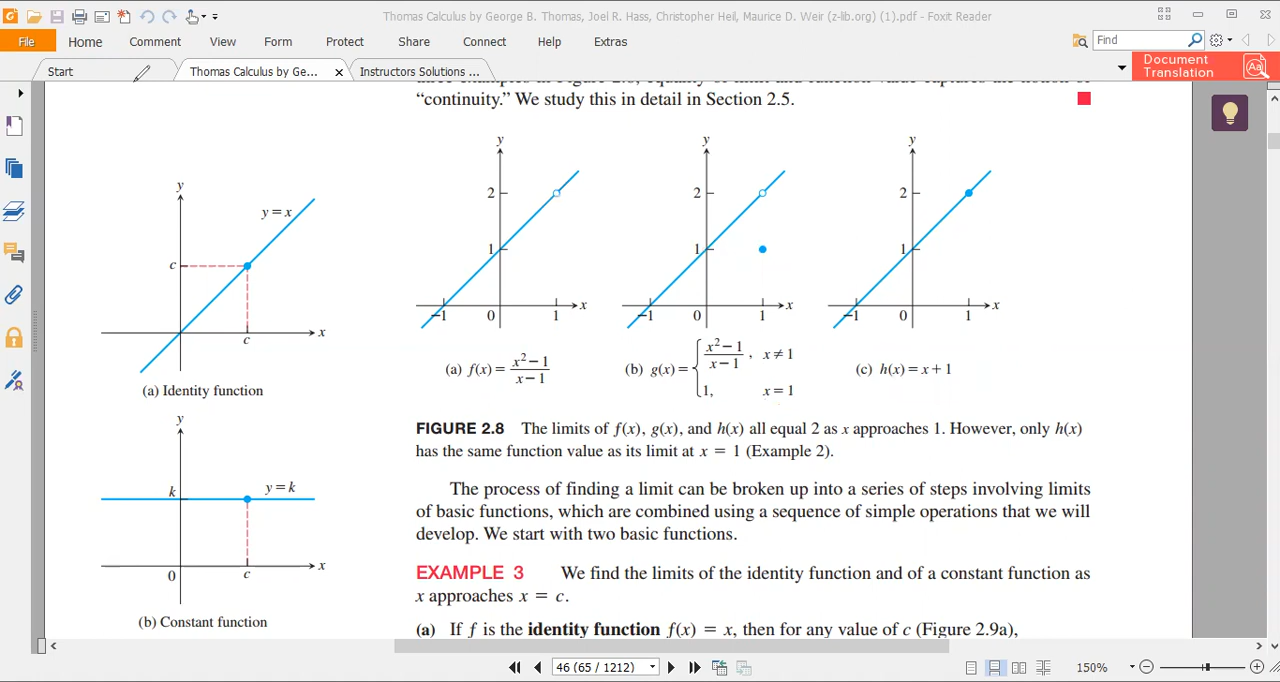 Thomas Calculus by George B. Thomas, Joel R. Hass, Christopher Heil, Maurice D. Weir (z-lib.org) (1).pdf - Foxit Reader
File Home Comment View Form Protect Share Connect Help Extras
Find
Start
Thomas Calculus by Ge... ×
Instructors Solutions ...
Document
Translation
“continuity.” We study this in detail in Section 2.5.
y
y = x
c
c
x
(a) Identity function
y
k
y = k
0
c
x
(b) Constant function
y
2
1
−1 0 1 x
(a) f(x) = x² − 1 / x − 1
y
2
1
−1 0 1 x
(b) g(x) = { x² − 1 / x − 1 , x ≠ 1
1, x = 1
y
2
1
−1 0 1 x
(c) h(x) = x + 1
FIGURE 2.8 The limits of f(x), g(x), and h(x) all equal 2 as x approaches 1. However, only h(x)
has the same function value as its limit at x = 1 (Example 2).
The process of finding a limit can be broken up into a series of steps involving limits
of basic functions, which are combined using a sequence of simple operations that we will
develop. We start with two basic functions.
EXAMPLE 3 We find the limits of the identity function and of a constant function as
x approaches x = c.
(a) If f is the identity function f(x) = x, then for any value of c (Figure 2.9a),
46 (65 / 1212)
150%